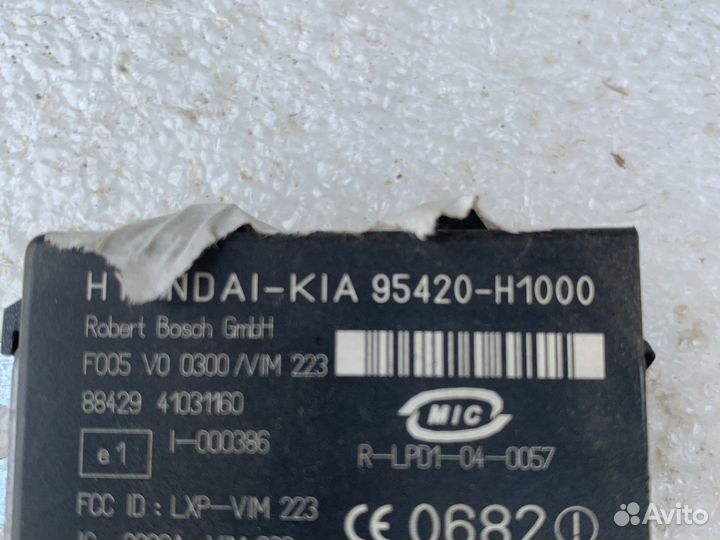 HYUNDAI-KIA 95420-H1000
Robert Bosch GmbH
F005 V0 0300/VIM 223
88429 41031160
MIC
e1 I-000386
R-LPD1-04-0057
FCC ID : LXP-VIM 223
CE 0682
Avito